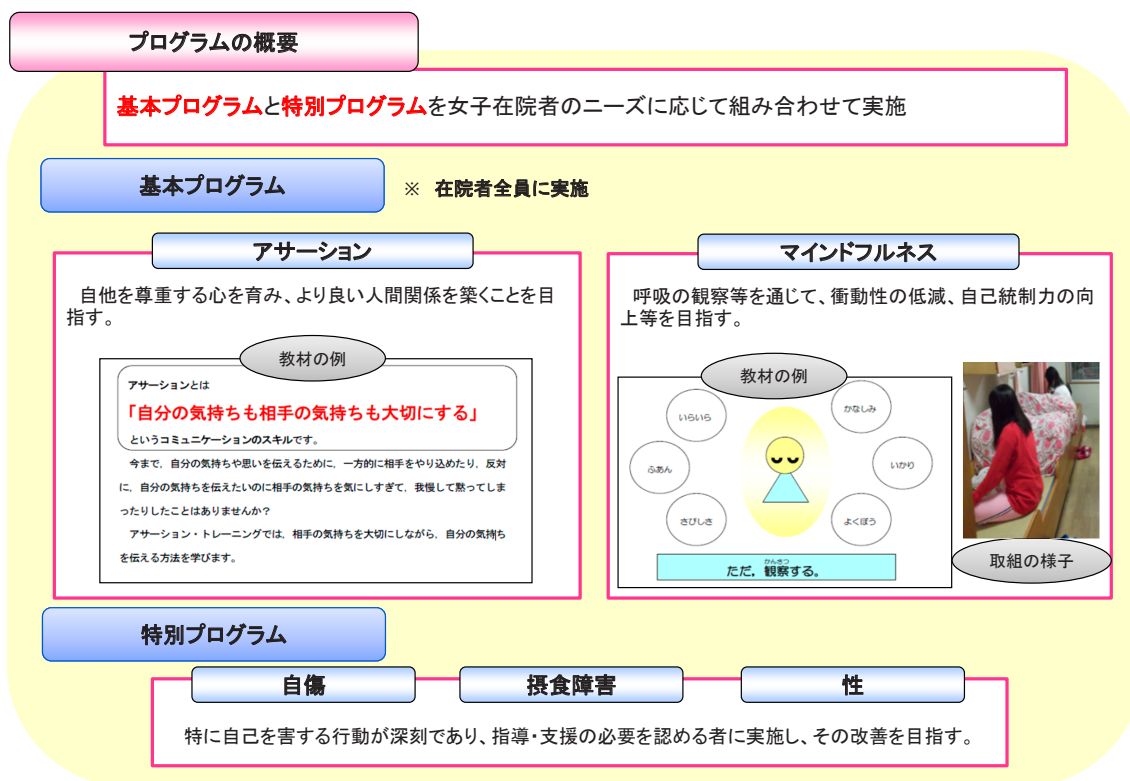 プログラムの概要
基本プログラムと特別プログラムを女子在院者のニーズに応じて組み合わせて実施
基本プログラム
※ 在院者全員に実施
アサーション
自他を尊重する心を育み、より良い人間関係を築くことを目
指す。
教材の例
アサーションとは
「自分の気持ちも相手の気持ちも大切にする」
というコミュニケーションのスキルです。
今まで，自分の気持ちや思いを伝えるために，一方的に相手をやり込めたり，反対
に，自分の気持ちを伝えたいのに相手の気持ちを気にしすぎて，我慢して黙ってしま
ったりしたことはありませんか？
アサーション・トレーニングでは，相手の気持ちを大切にしながら，自分の気持ち
を伝える方法を学びます。
マインドフルネス
呼吸の観察等を通じて、衝動性の低減、自己統制力の向
上等を目指す。
教材の例
いらいら
かなしみ
ふあん
いかり
さびしさ
よくぼう
かんさつ
ただ，観察する。
取組の様子
特別プログラム
自傷
摂食障害
性
特に自己を害する行動が深刻であり、指導・支援の必要を認める者に実施し、その改善を目指す。